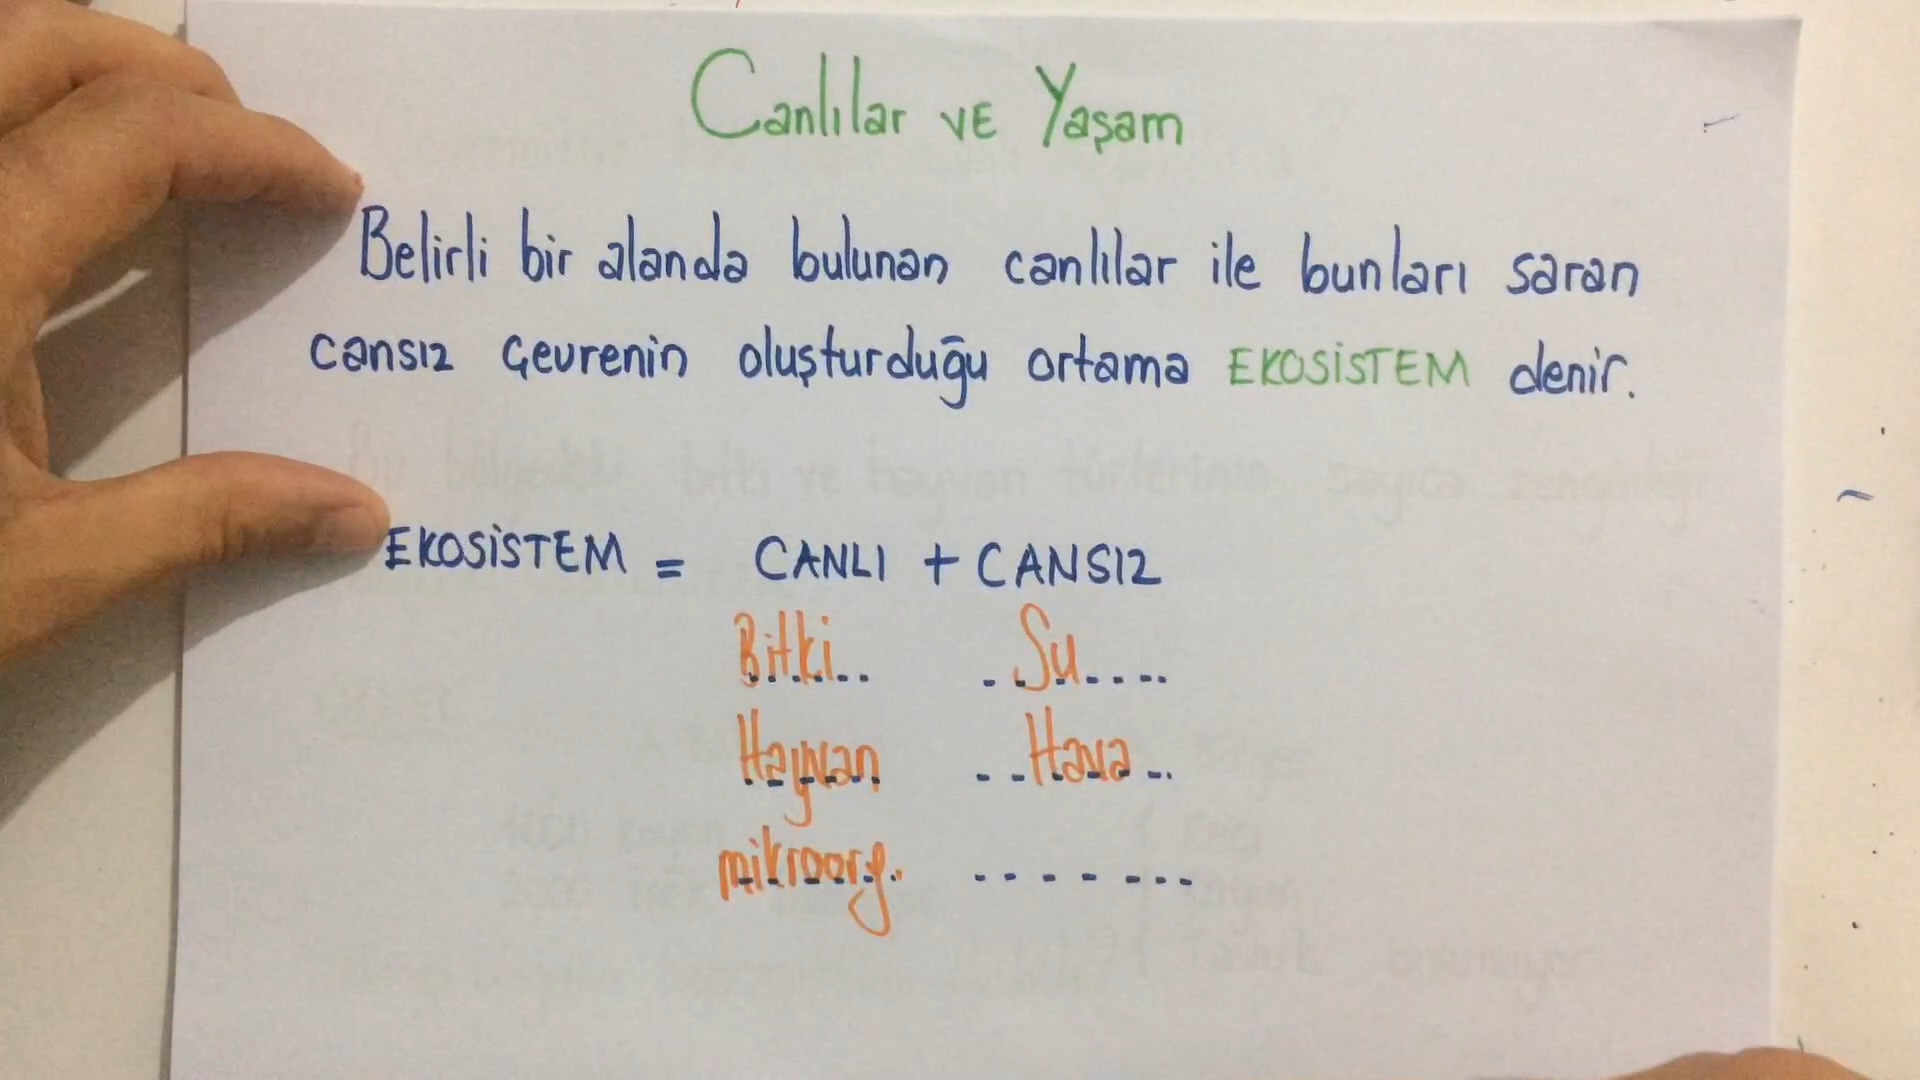 Canlılar VE Yaşam
Belirli bir alanda bulunan canlılar ile bunları saran
cansız çevrenin oluşturduğu ortama EKOSİSTEM denir.
EKOSİSTEM = CANLI + CANSIZ
Bitki.. . Su....
Hayvan . . Hava ..
mikroorg. .......